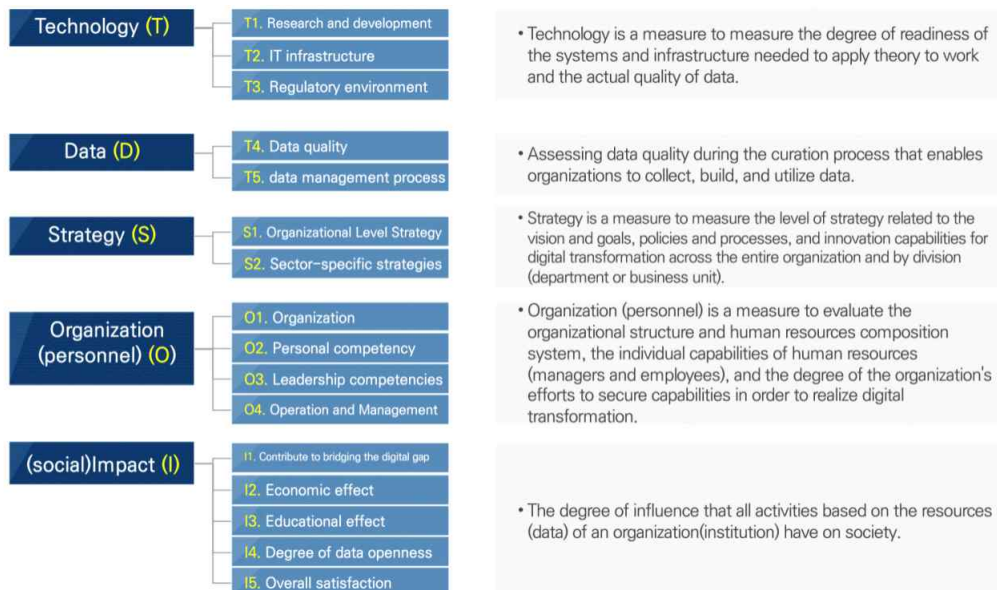 Technology (T)
T1. Research and development
T2. IT infrastructure
T3. Regulatory environment
• Technology is a measure to measure the degree of readiness of
the systems and infrastructure needed to apply theory to work
and the actual quality of data.
Data (D)
T4. Data quality
T5. data management process
• Assessing data quality during the curation process that enables
organizations to collect, build, and utilize data.
Strategy (S)
S1. Organizational Level Strategy
S2. Sector-specific strategies
• Strategy is a measure to measure the level of strategy related to the
vision and goals, policies and processes, and innovation capabilities for
digital transformation across the entire organization and by division
(department or business unit).
Organization
(personnel) (O)
O1. Organization
O2. Personal competency
O3. Leadership competencies
O4. Operation and Management
• Organization (personnel) is a measure to evaluate the
organizational structure and human resources composition
system, the individual capabilities of human resources
(managers and employees), and the degree of the organization's
efforts to secure capabilities in order to realize digital
transformation.
(social)Impact (I)
I1. Contribute to bridging the digital gap
I2. Economic effect
I3. Educational effect
I4. Degree of data openness
I5. Overall satisfaction
• The degree of influence that all activities based on the resources
(data) of an organization(institution) have on society.